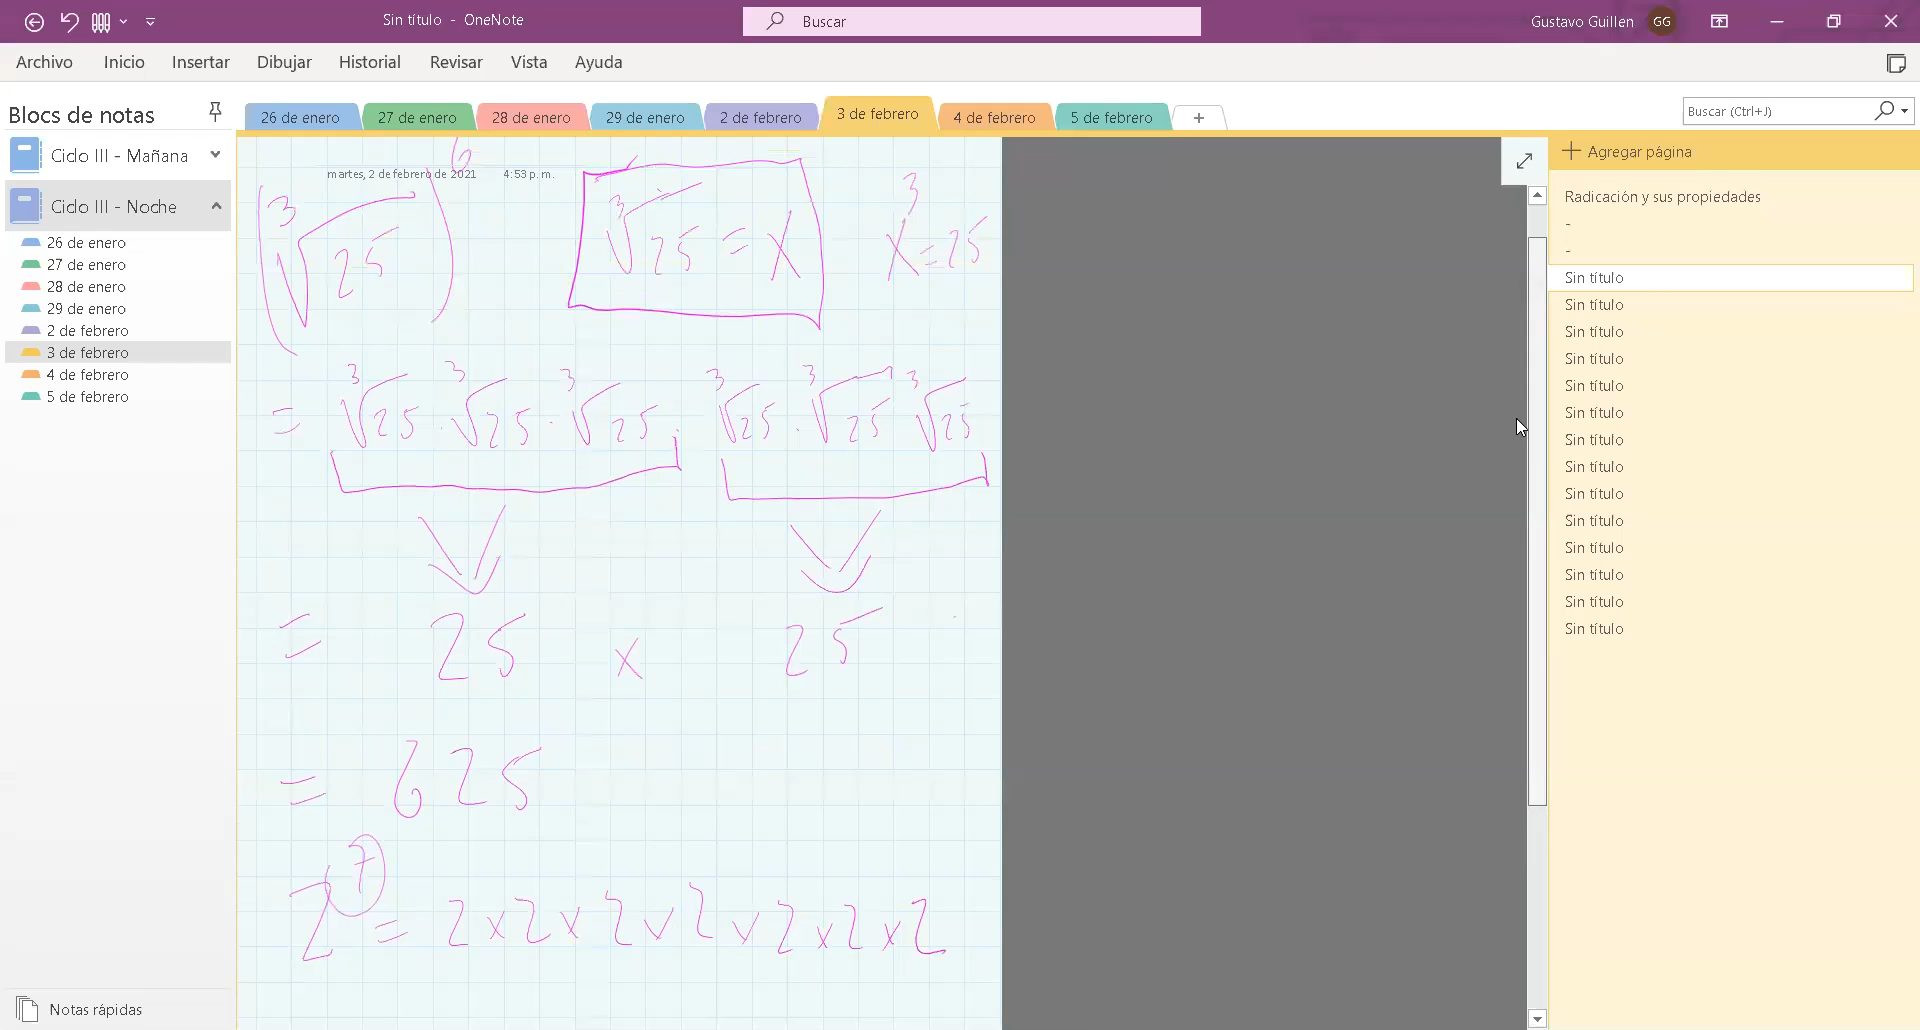 Sin título - OneNote
Buscar
Gustavo Guillen GG
Archivo Inicio Insertar Dibujar Historial Revisar Vista Ayuda
Blocs de notas
26 de enero 27 de enero 28 de enero 29 de enero 2 de febrero 3 de febrero 4 de febrero 5 de febrero +
Buscar (Ctrl+J)
Ciclo III - Mañana
Ciclo III - Noche
26 de enero
27 de enero
28 de enero
29 de enero
2 de febrero
3 de febrero
4 de febrero
5 de febrero
Notas rápidas
martes, 2 de febrero de 2021 4:53 p. m.
(∛25)⁶ ∛25 = X X³ = 25
= ∛25 · ∛25 · ∛25 · ∛25 · ∛25 ∛25
= 25 x 25
= 625
2⁷ = 2 x 2 x 2 x 2 x 2 x 2 x 2
Agregar página
Radicación y sus propiedades
-
-
Sin título
Sin título
Sin título
Sin título
Sin título
Sin título
Sin título
Sin título
Sin título
Sin título
Sin título
Sin título
Sin título
Sin título